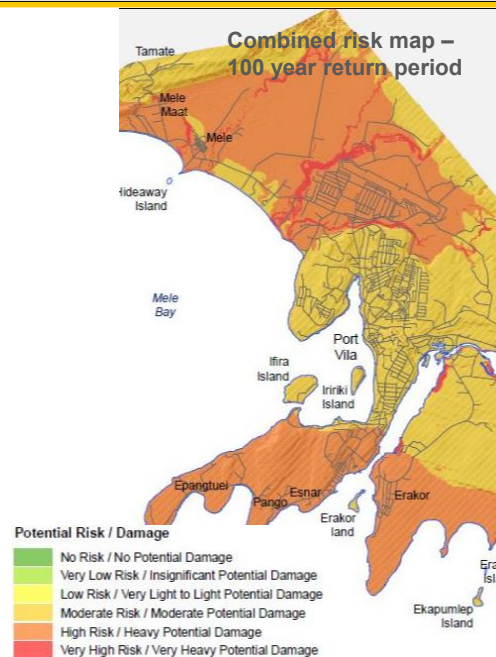 Combined risk map –
100 year return period
Tamate
Mele
Maat
Mele
Hideaway
Island
Mele
Bay
Port
Vila
Ifira
Island
Iririki
Island
Epangtuei
Pango
Esnar
Erakor
Erakor
land
Era
Isl
Ekapumlep
Island
Potential Risk / Damage
No Risk / No Potential Damage
Very Low Risk / Insignificant Potential Damage
Low Risk / Very Light to Light Potential Damage
Moderate Risk / Moderate Potential Damage
High Risk / Heavy Potential Damage
Very High Risk / Very Heavy Potential Damage